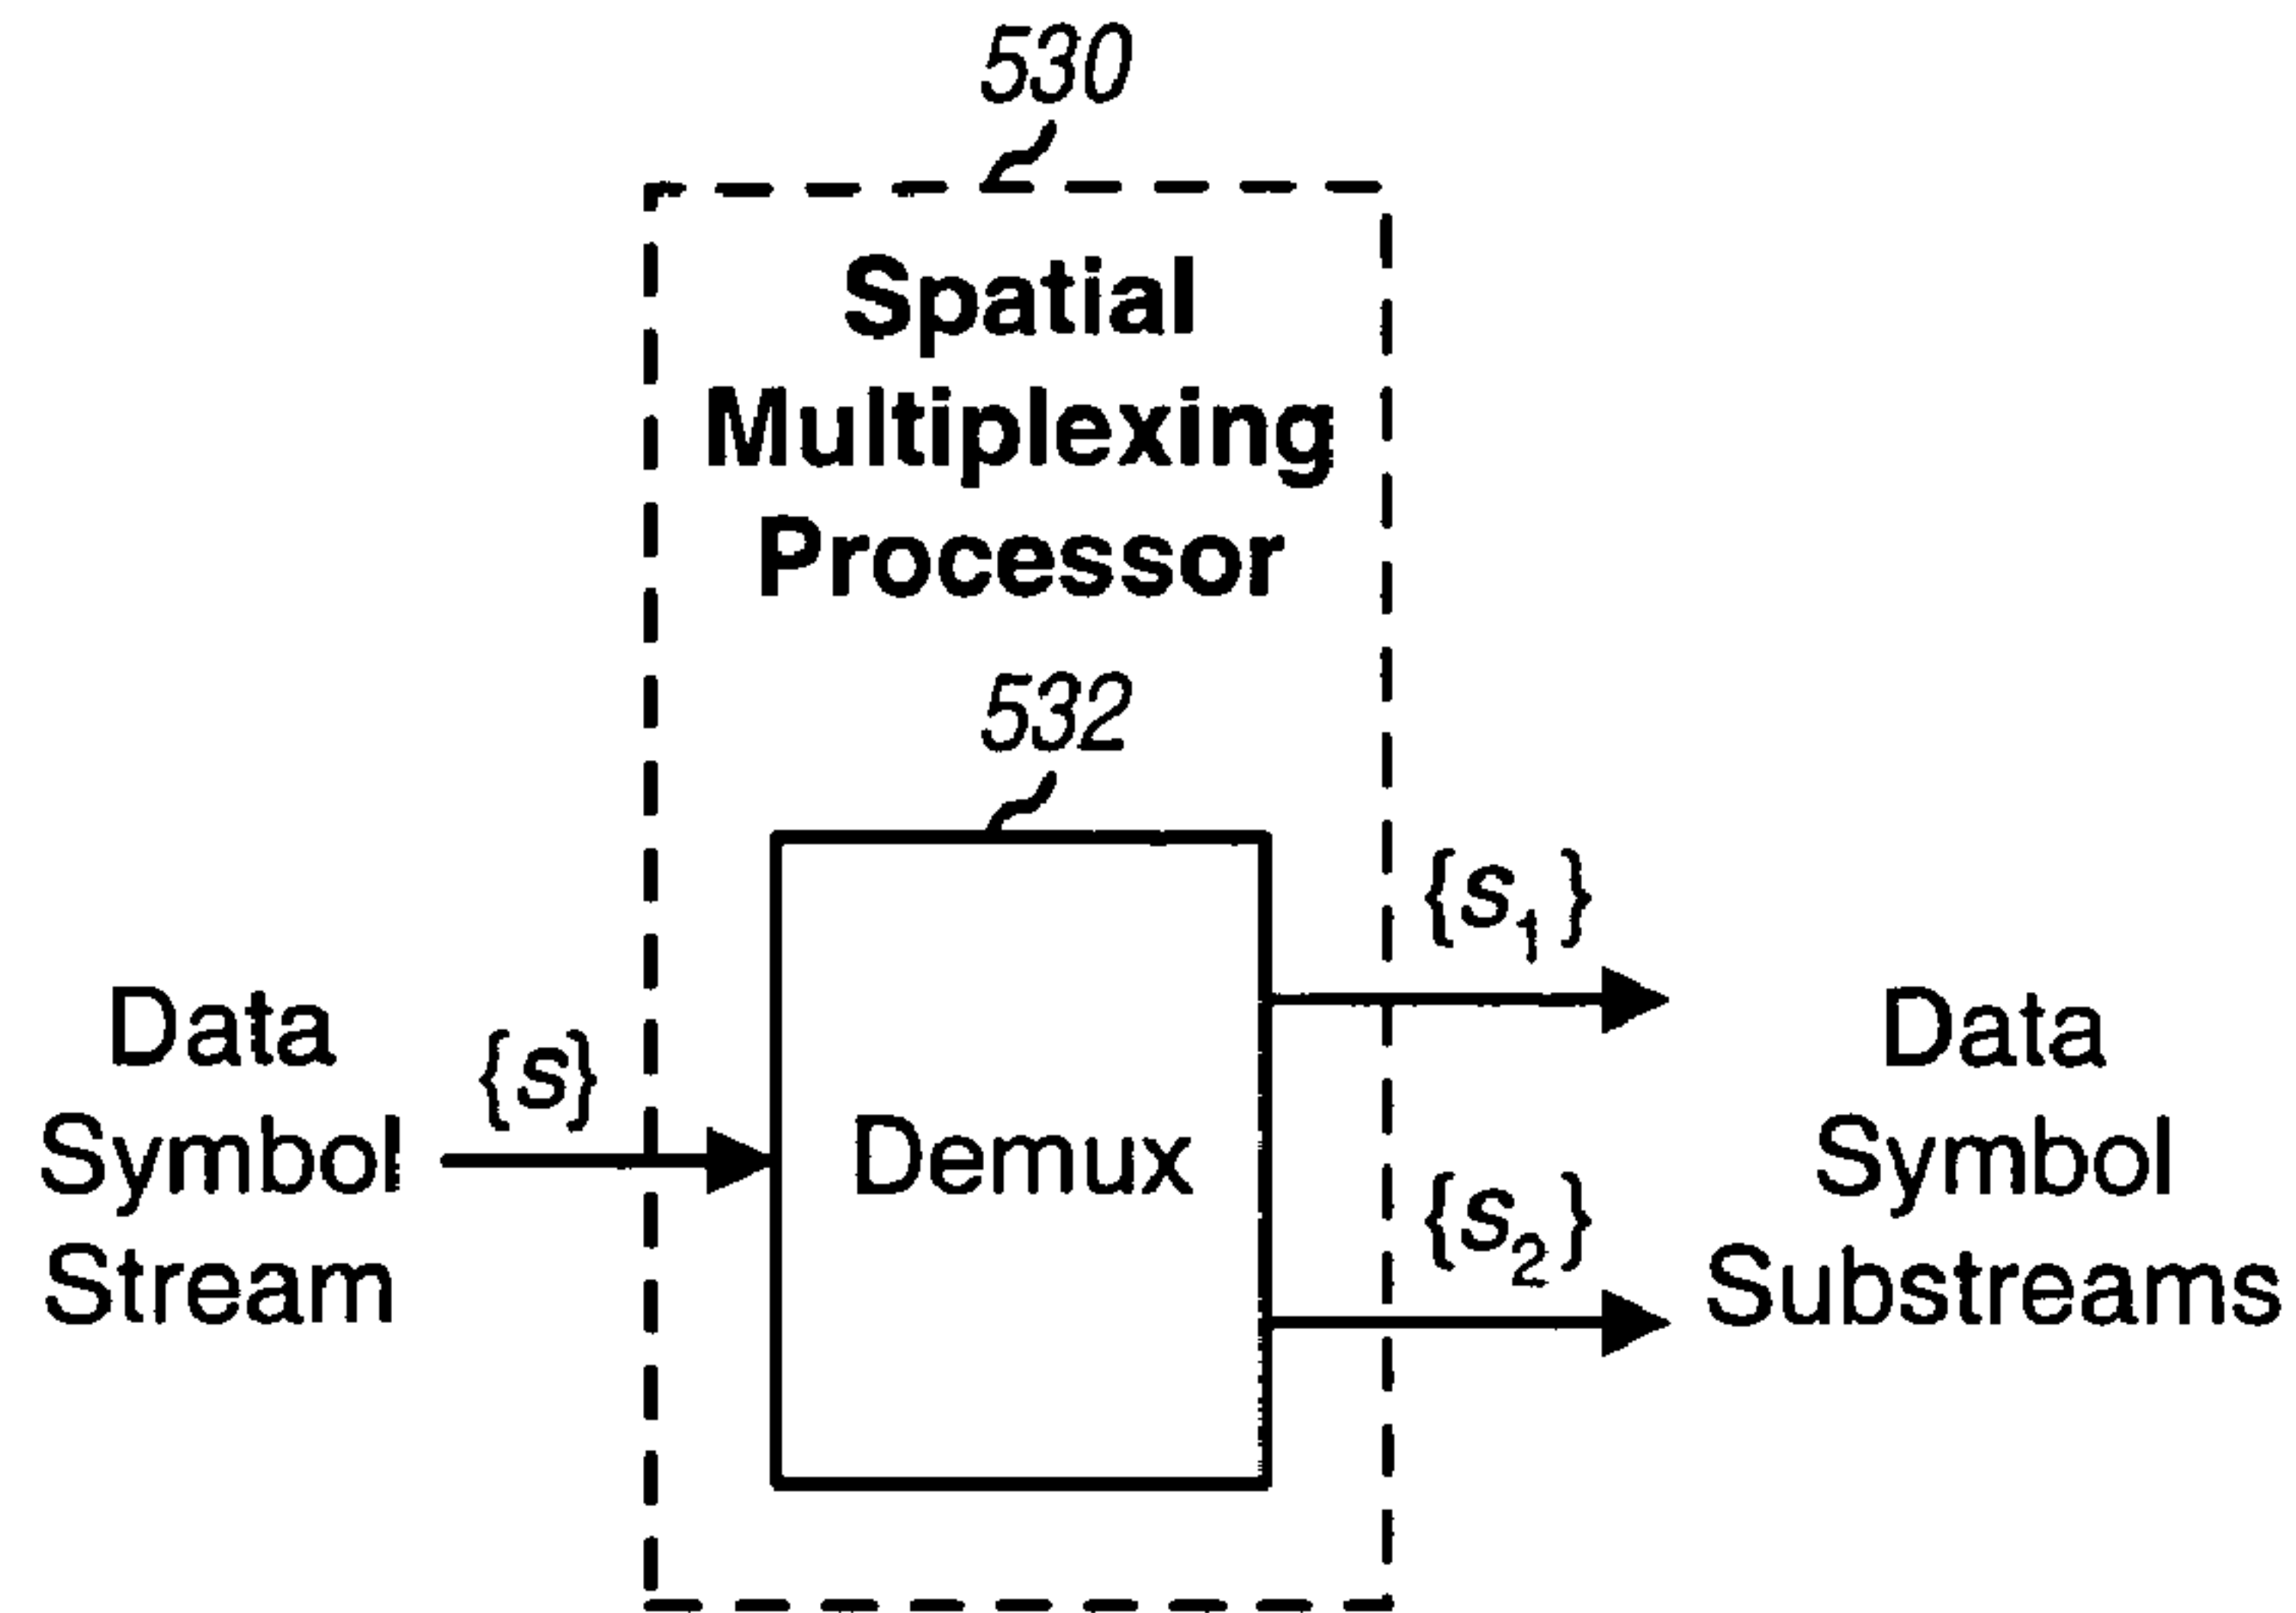 530
Spatial
Multiplexing
Processor
532
Data
Symbol
Stream
{s}
Demux
{s₁}
{s₂}
Data
Symbol
Substreams